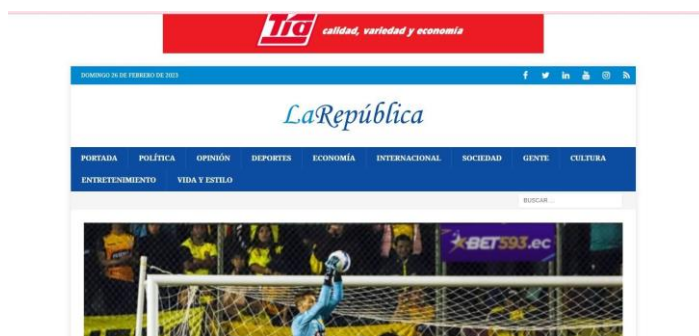 Tía calidad, variedad y economía
DOMINGO 26 DE FEBRERO DE 2023
LaRepública
PORTADA POLÍTICA OPINIÓN DEPORTES ECONOMÍA INTERNACIONAL SOCIEDAD GENTE CULTURA
ENTRETENIMIENTO VIDA Y ESTILO
BUSCAR ...
BET593.ec